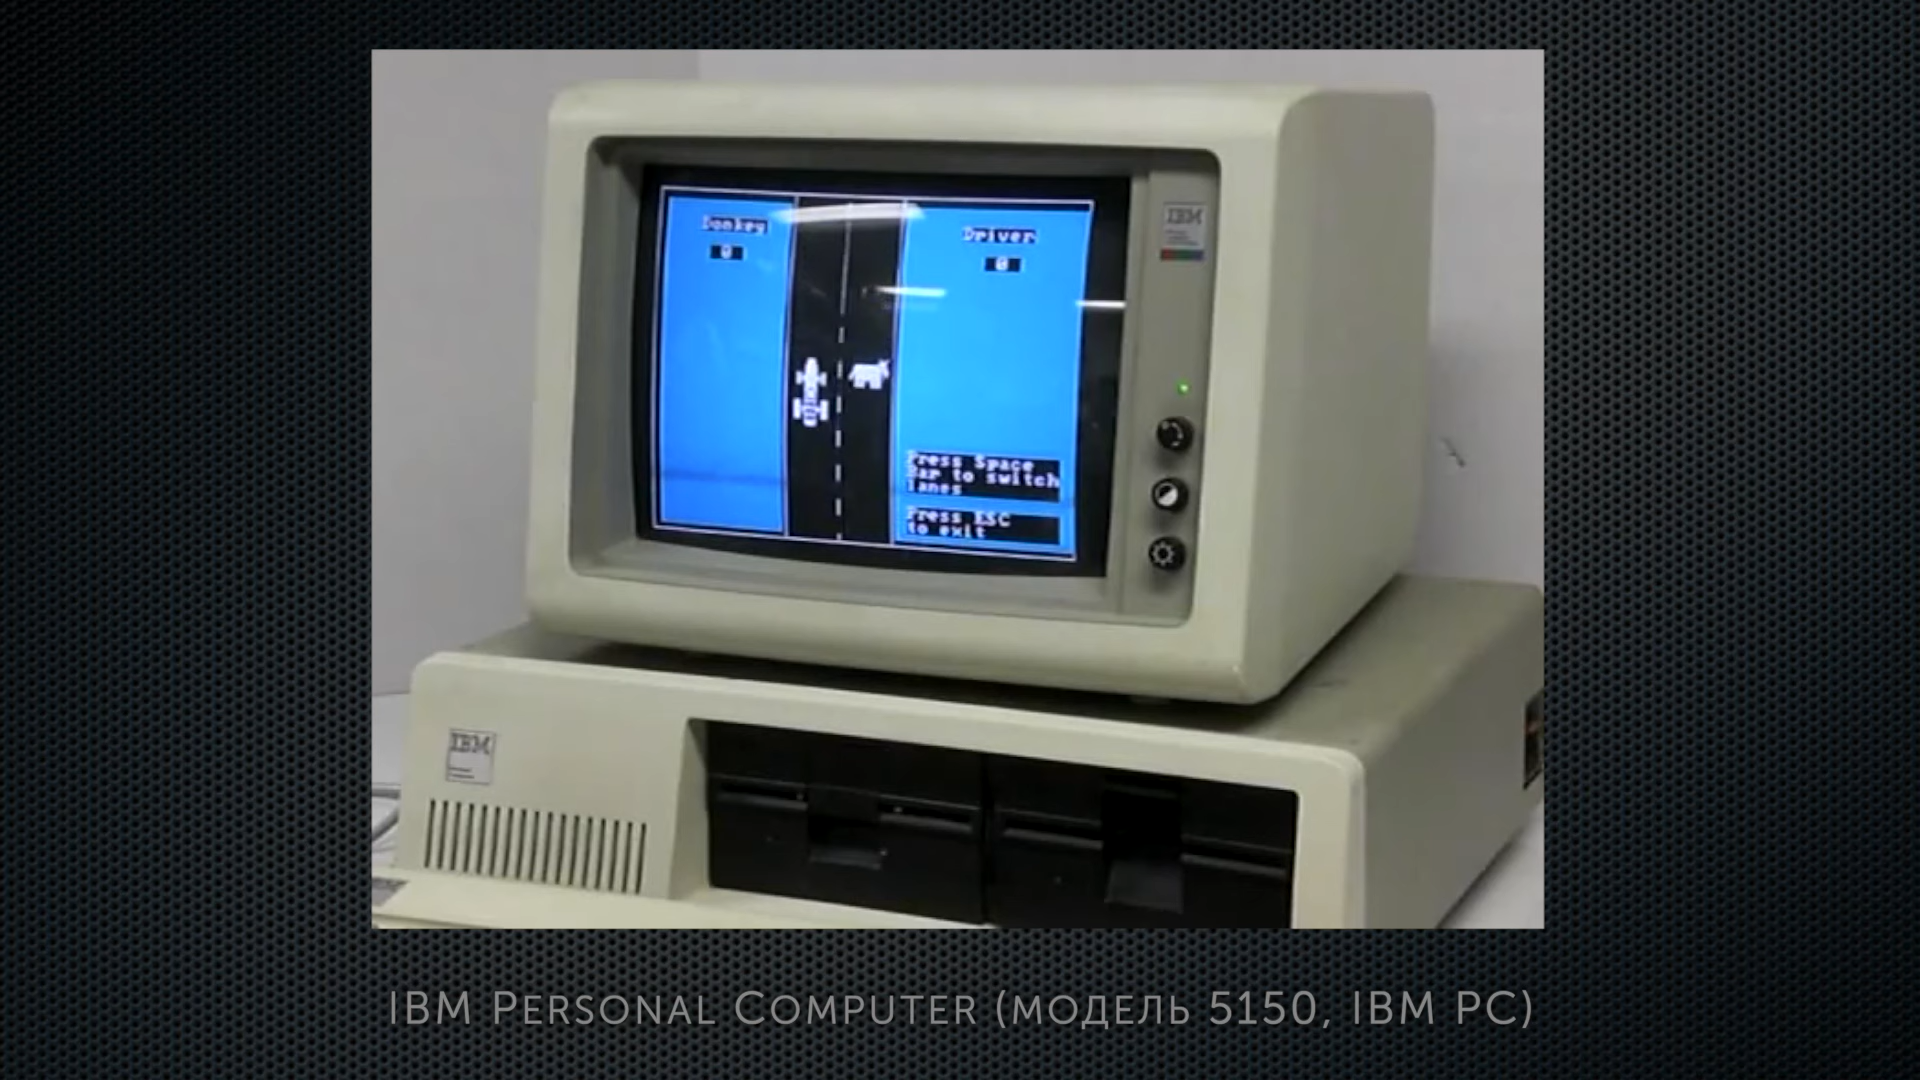 Donkey
0
Driver
0
IBM
Press Space
Bar to switch
lanes
Press ESC
to exit
IBM
IBM Personal Computer (модель 5150, IBM PC)